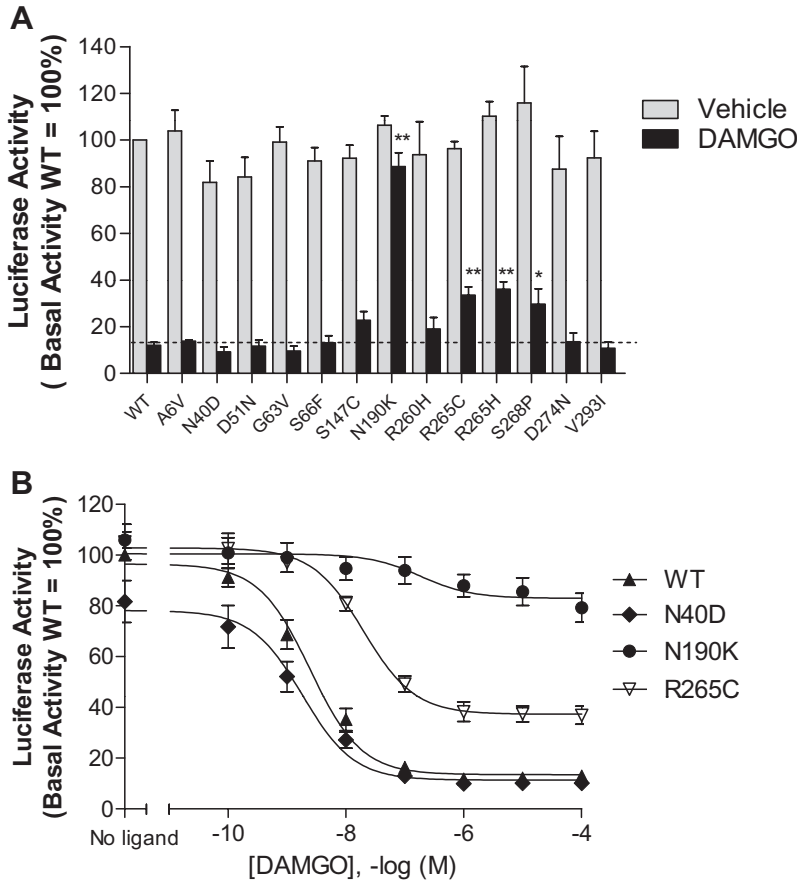 A
Luciferase Activity
( Basal Activity WT = 100%)
140
120
100
80
60
40
20
0
**
**
**
*
WT
A6V
N40D
D51N
G63V
S66F
S147C
N190K
R260H
R265C
R265H
S268P
D274N
V293I
Vehicle
DAMGO
B
Luciferase Activity
(Basal Activity WT = 100%)
120
100
80
60
40
20
0
No ligand
-10
-8
-6
-4
[DAMGO], -log (M)
WT
N40D
N190K
R265C